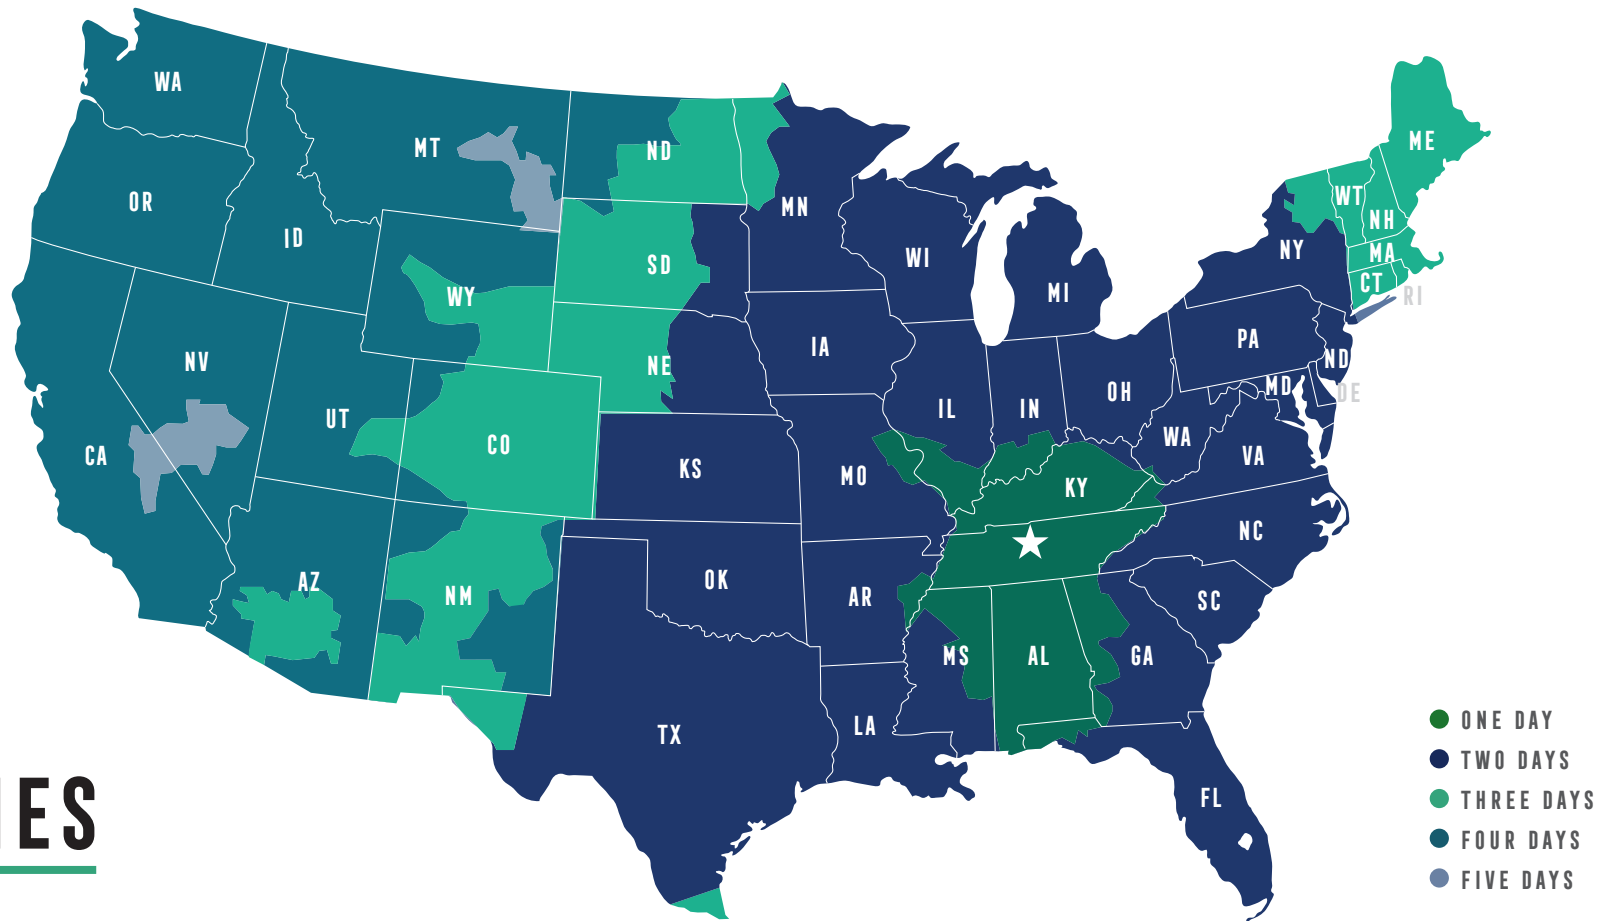 WA
MT
ND
ME
OR
ID
MN
WT
NH
WI
SD
NY
MA
CT
RI
WY
MI
NV
NE
IA
PA
ND
MD
DE
UT
CO
IL
IN
OH
CA
KS
MO
KY
WA
VA
NC
AZ
NM
OK
AR
SC
MS
AL
GA
TX
LA
FL
IES
ONE DAY
TWO DAYS
THREE DAYS
FOUR DAYS
FIVE DAYS